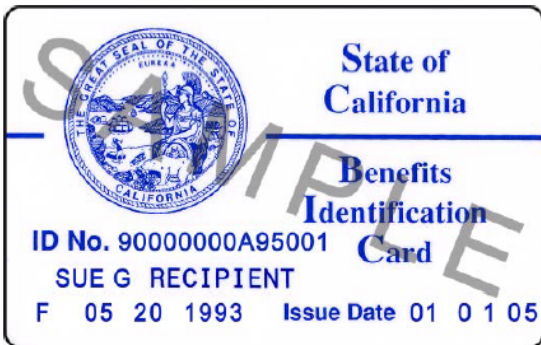 THE GREAT SEAL OF THE STATE OF CALIFORNIA
EUREKA
State of
California
Benefits
Identification
Card
ID No. 90000000A95001
SUE G RECIPIENT
F 05 20 1993 Issue Date 01 0 1 05
SAMPLE